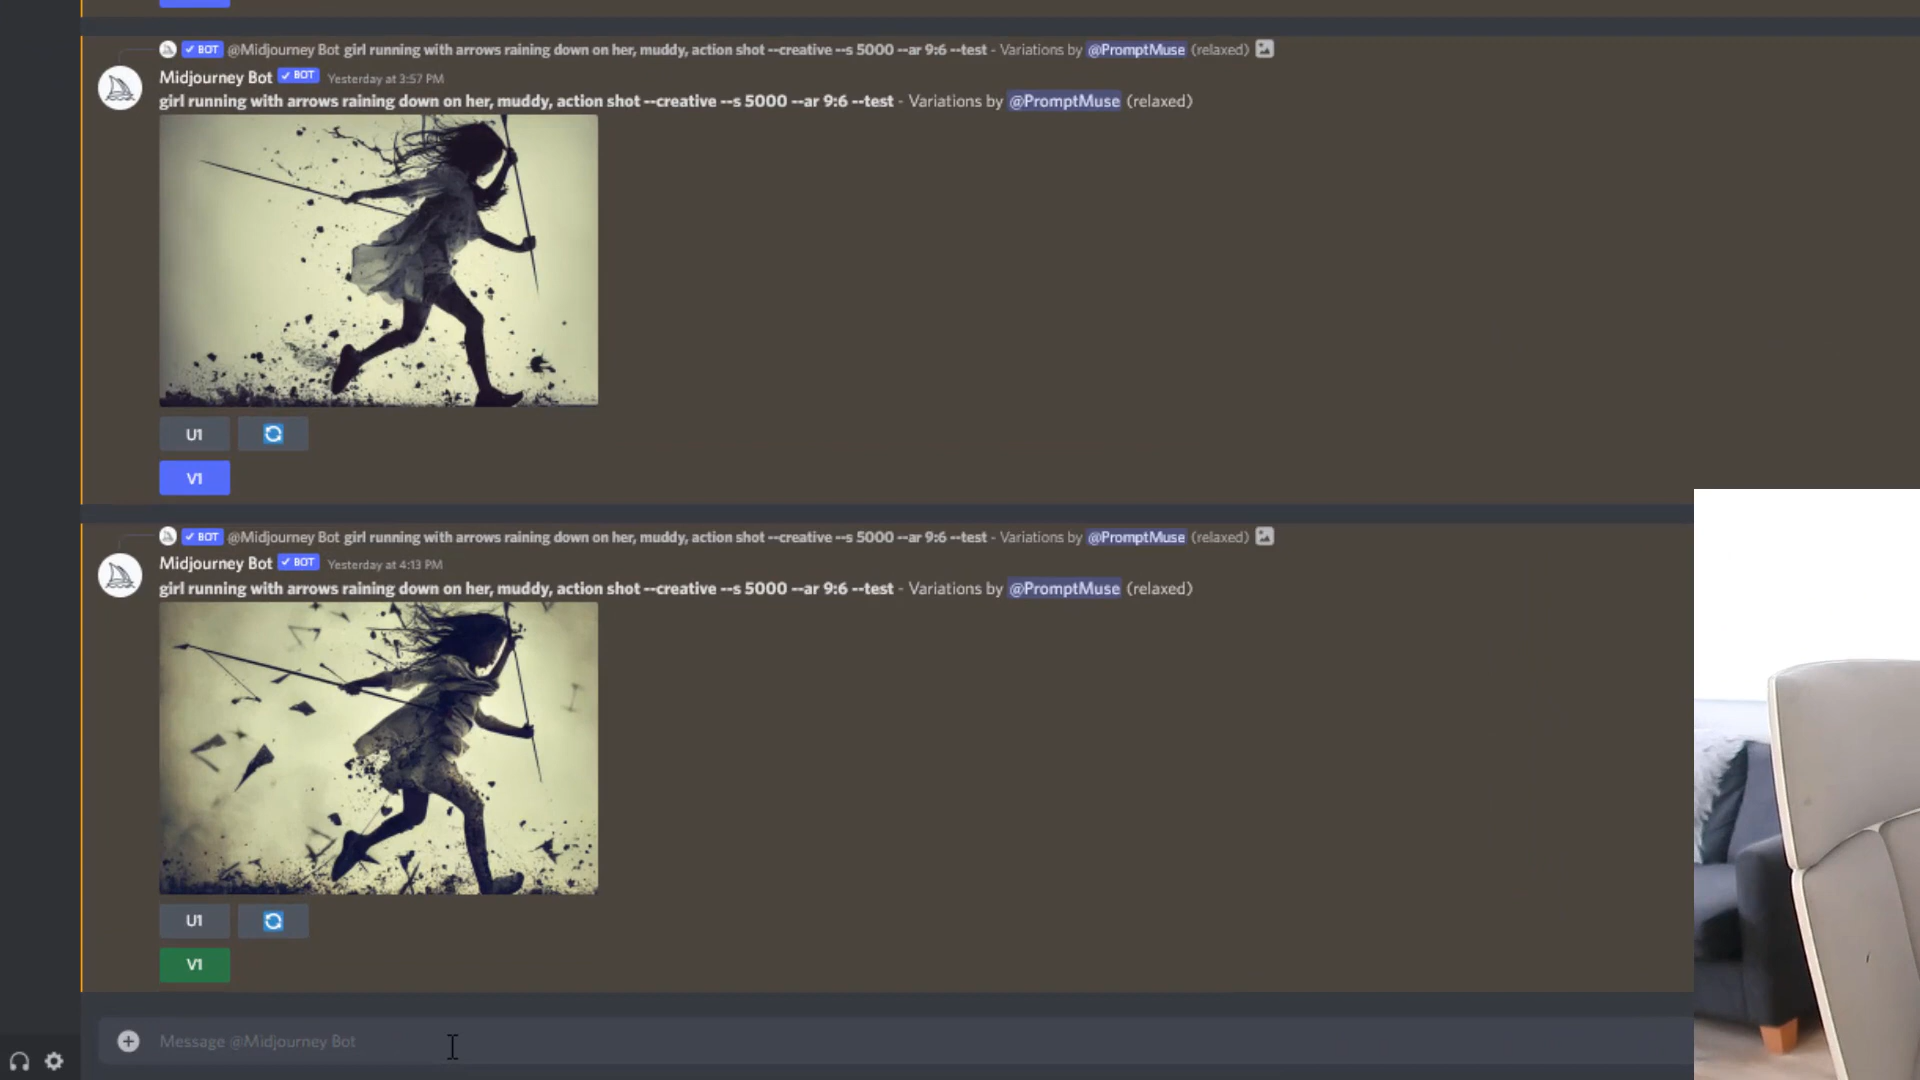 BOT @Midjourney Bot girl running with arrows raining down on her, muddy, action shot --creative --s 5000 --ar 9:6 --test - Variations by @PromptMuse (relaxed)
Midjourney Bot BOT Yesterday at 3:57 PM
girl running with arrows raining down on her, muddy, action shot --creative --s 5000 --ar 9:6 --test - Variations by @PromptMuse (relaxed)
U1
V1
BOT @Midjourney Bot girl running with arrows raining down on her, muddy, action shot --creative --s 5000 --ar 9:6 --test - Variations by @PromptMuse (relaxed)
Midjourney Bot BOT Yesterday at 4:13 PM
girl running with arrows raining down on her, muddy, action shot --creative --s 5000 --ar 9:6 --test - Variations by @PromptMuse (relaxed)
U1
V1
Message @Midjourney Bot